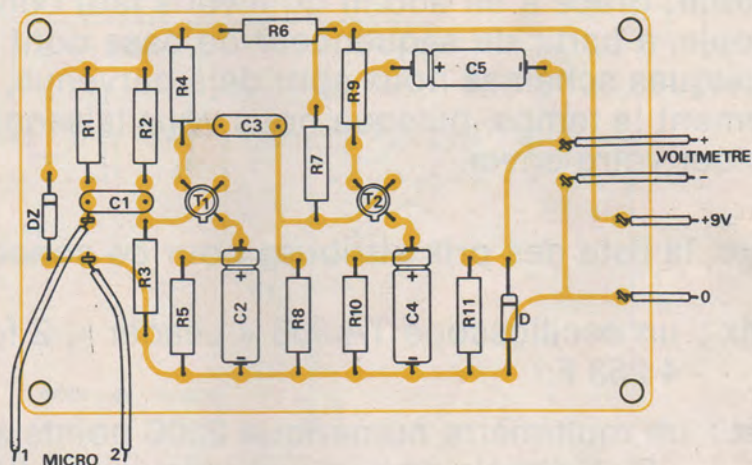 R6
R4
C5
R9
R1
R2
C3
R7
+
VOLTMETRE
−
C1
T1
T2
+9V
DZ
R3
+
+
0
R5
C2
R8
R10
C4
R11
D
1
MICRO
2